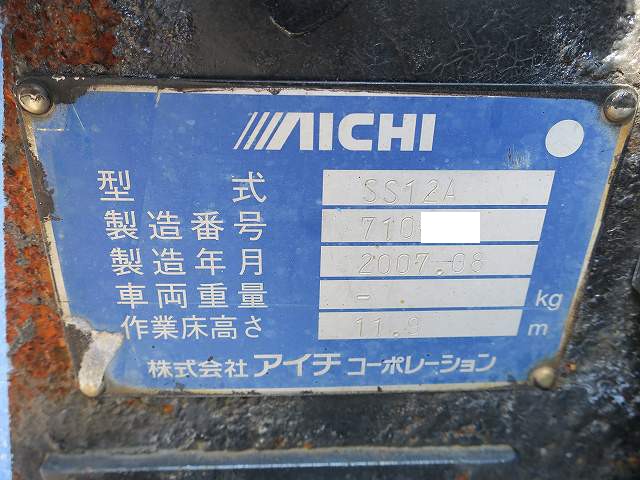 AICHI
型式 SS12A
製造番号 710
製造年月 2007.08
車両重量 - kg
作業床高さ 11.9 m
株式会社 アイチ コーポレーション